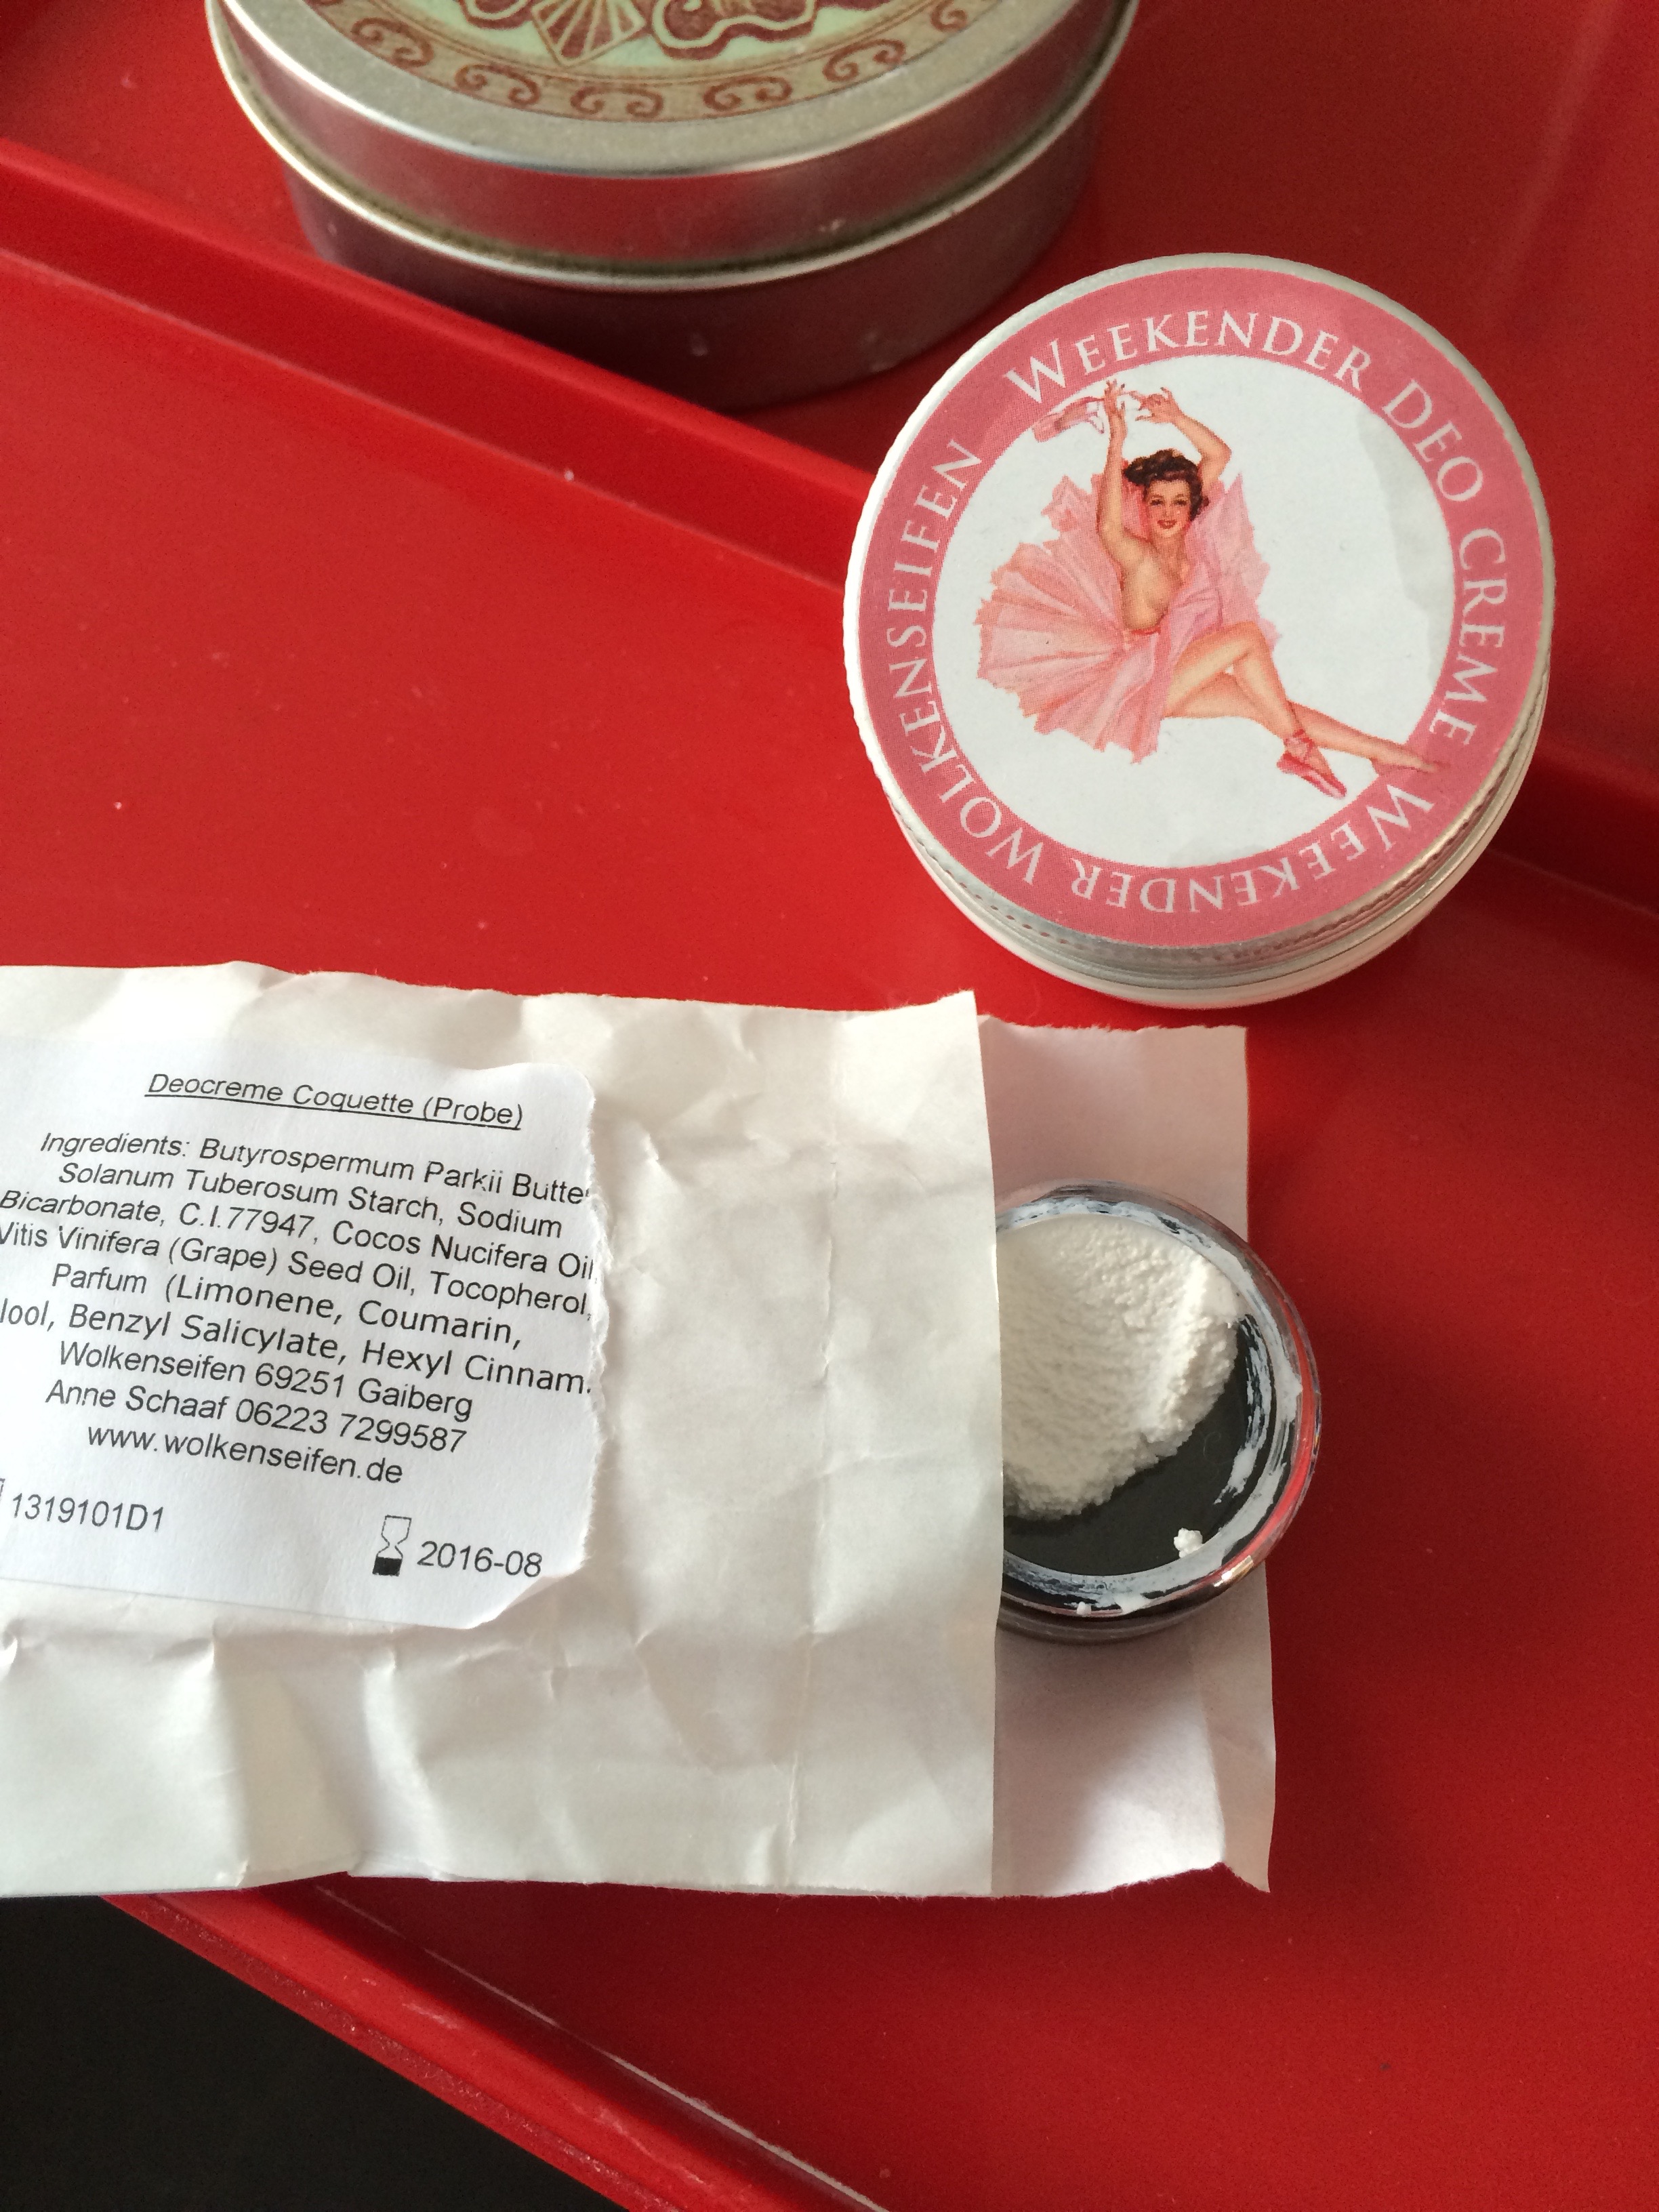 WEEKENDER DEO CREME WEEKENDER WOLKENSEIFEN
Deocreme Coquette (Probe)
Ingredients: Butyrospermum Parkii Butte
Solanum Tuberosum Starch, Sodium
Bicarbonate, C.I.77947, Cocos Nucifera Oil
Vitis Vinifera (Grape) Seed Oil, Tocopherol,
Parfum (Limonene, Coumarin,
lool, Benzyl Salicylate, Hexyl Cinnam
Wolkenseifen 69251 Gaiberg
Anne Schaaf 06223 7299587
www.wolkenseifen.de
1319101D1
2016-08